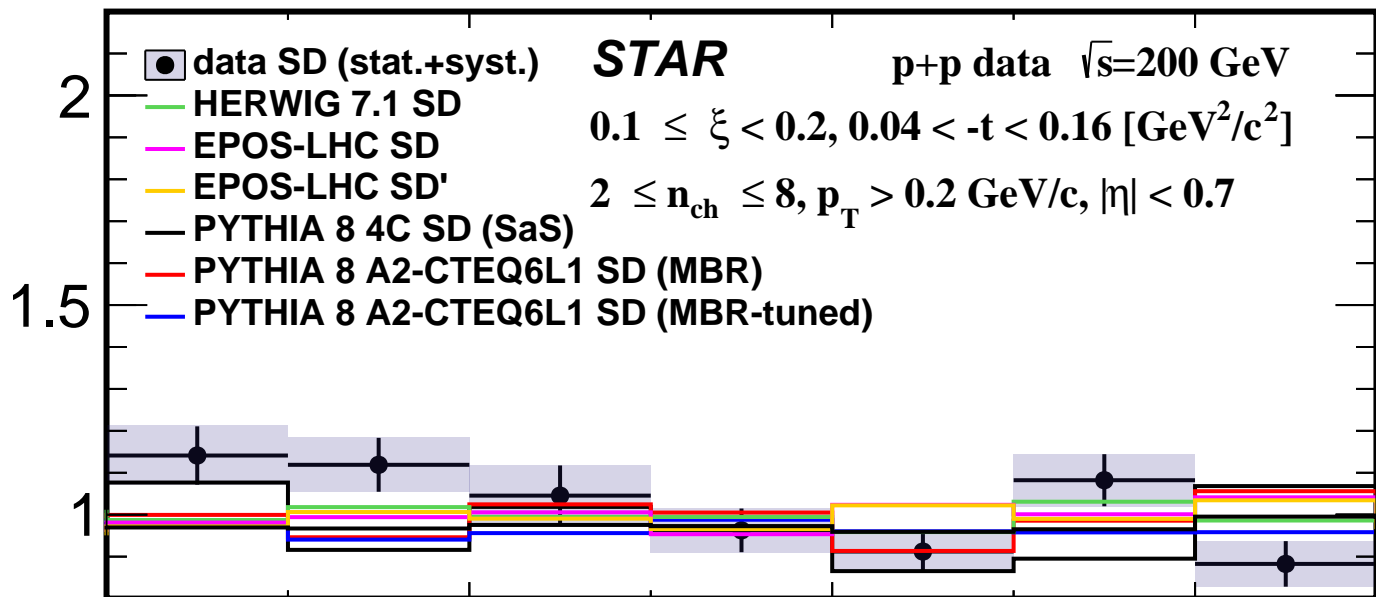 data SD (stat.+syst.)
HERWIG 7.1 SD
EPOS-LHC SD
EPOS-LHC SD'
PYTHIA 8 4C SD (SaS)
PYTHIA 8 A2-CTEQ6L1 SD (MBR)
PYTHIA 8 A2-CTEQ6L1 SD (MBR-tuned)
STAR
p+p data √s=200 GeV
0.1 ≤ ξ < 0.2, 0.04 < -t < 0.16 [GeV²/c²]
2 ≤ n_ch ≤ 8, p_T > 0.2 GeV/c, |η| < 0.7
2
1.5
1